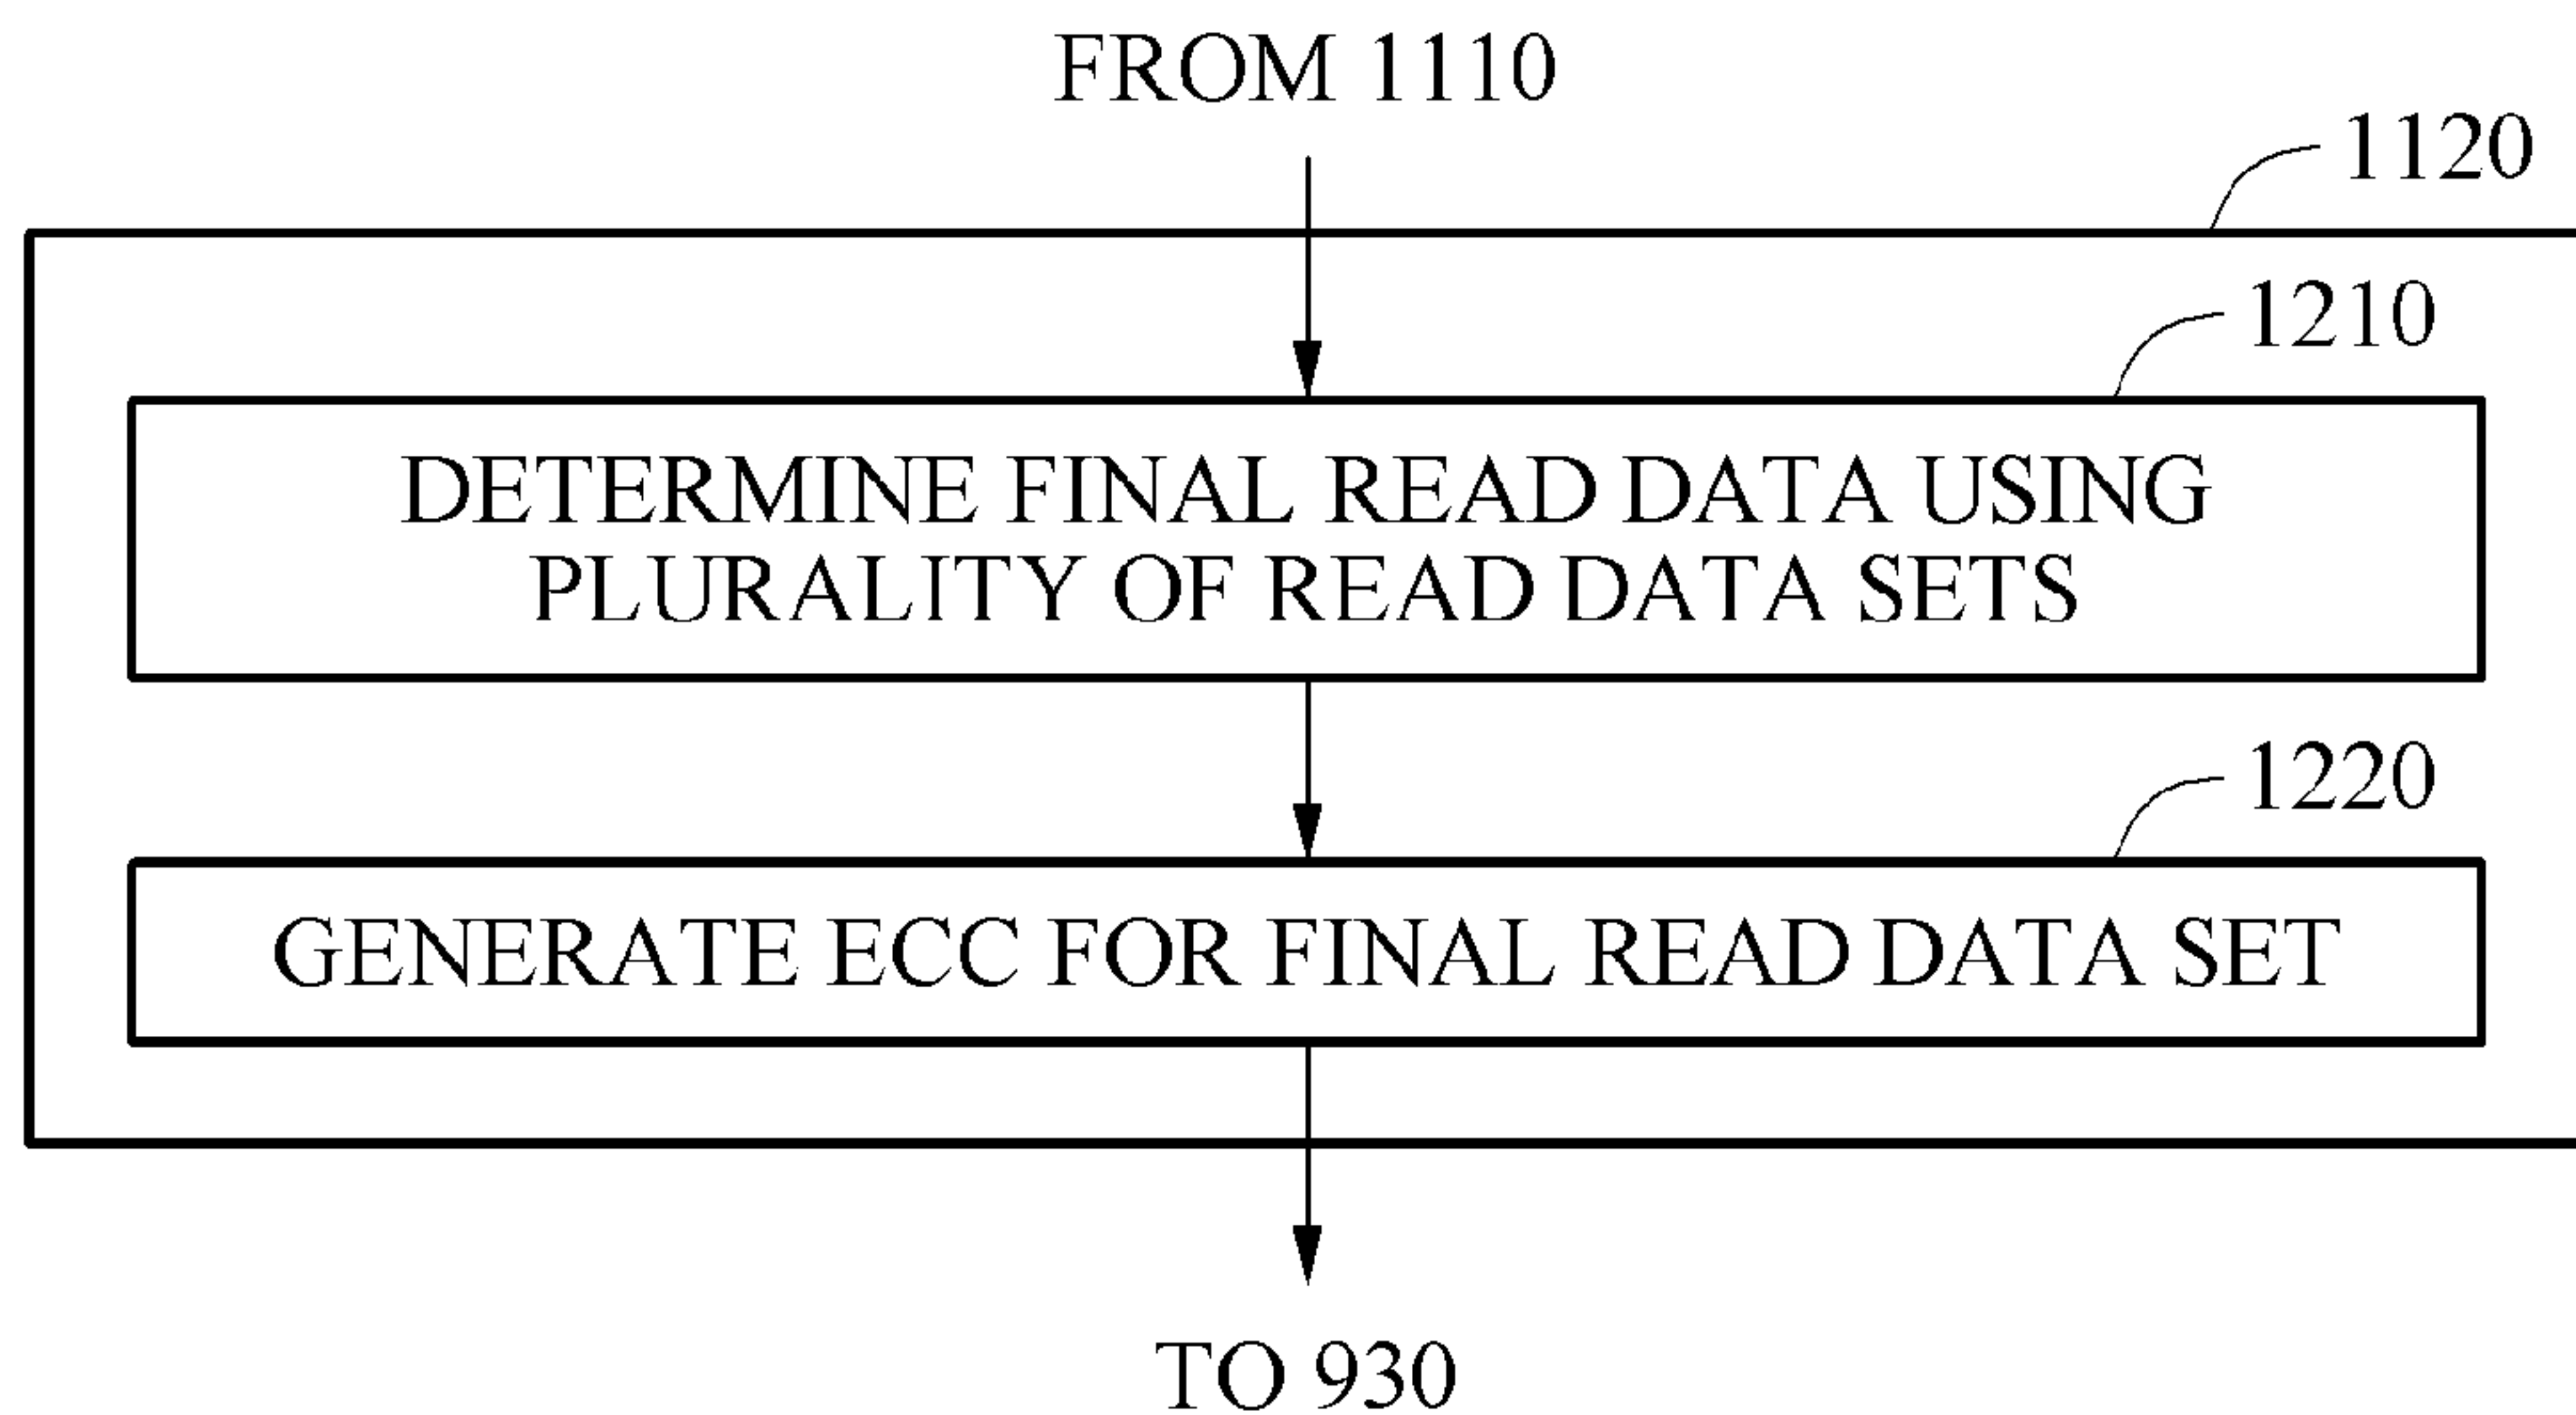 FROM 1110
1120
1210
DETERMINE FINAL READ DATA USING
PLURALITY OF READ DATA SETS
1220
GENERATE ECC FOR FINAL READ DATA SET
TO 930